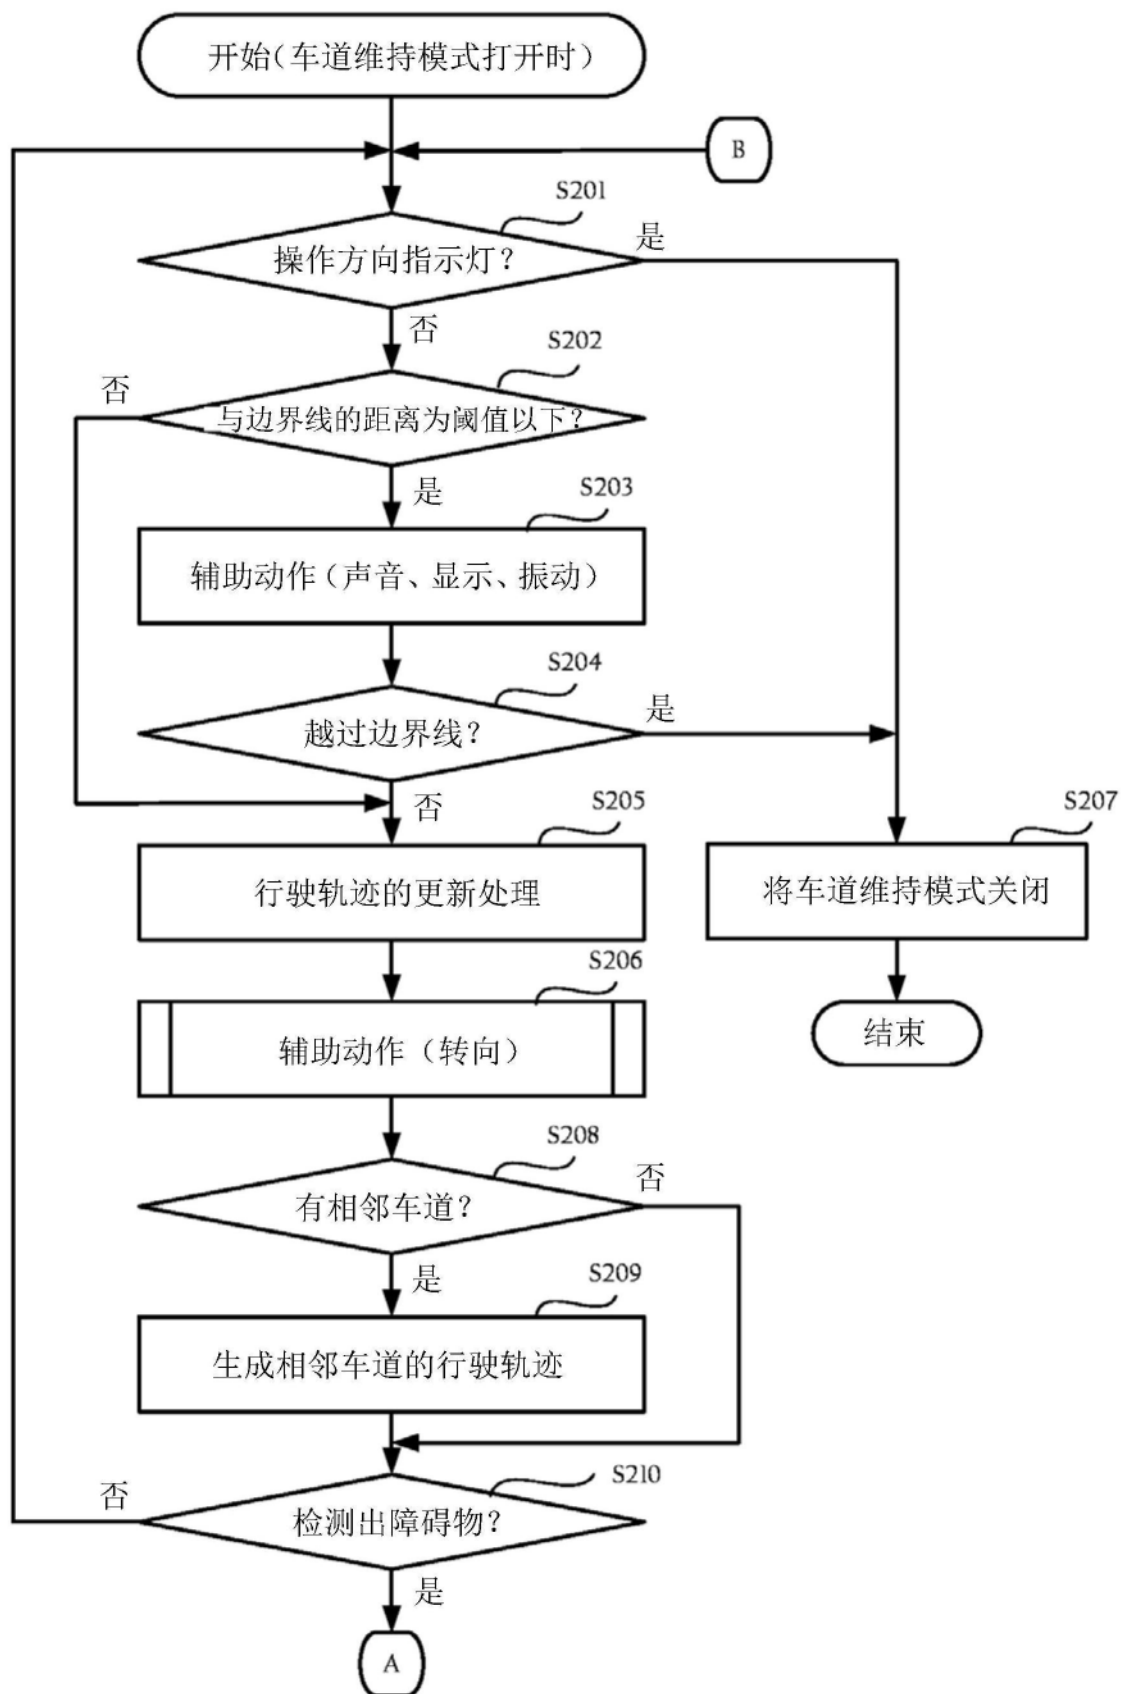 开始(车道维持模式打开时)
B
S201
操作方向指示灯?
是
否
S202
否
与边界线的距离为阈值以下?
是
S203
辅助动作(声音、显示、振动)
S204
越过边界线?
是
否
S205
行驶轨迹的更新处理
S207
将车道维持模式关闭
S206
辅助动作(转向)
结束
S208
有相邻车道?
否
是
S209
生成相邻车道的行驶轨迹
S210
否
检测出障碍物?
是
A